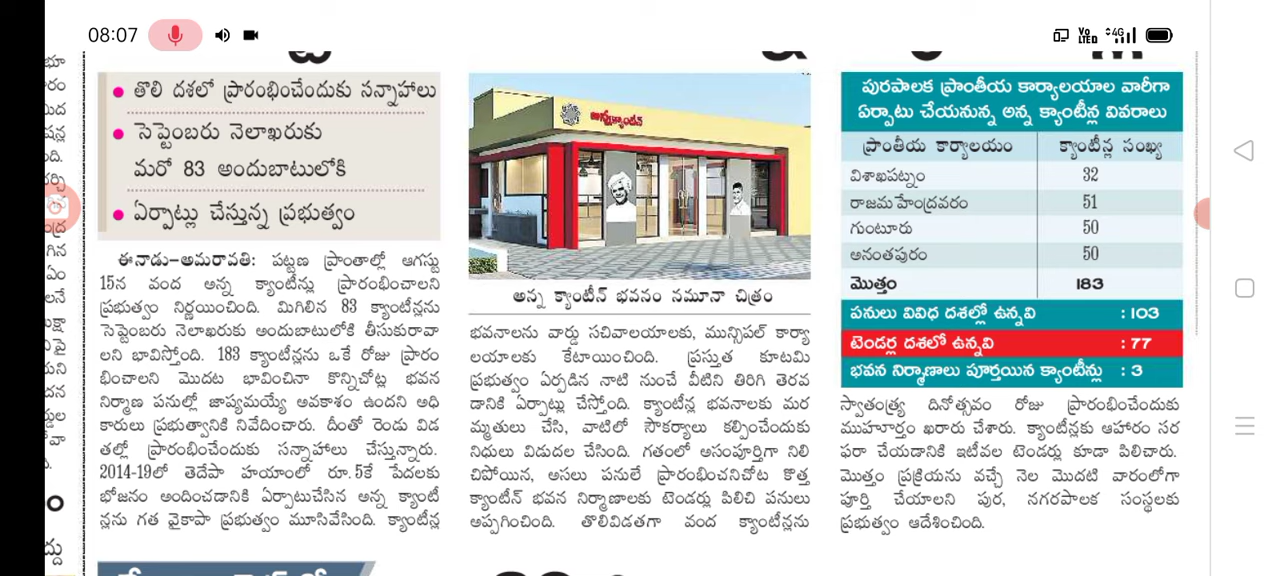 08:07
తొలి దశలో ప్రారంభించేందుకు సన్నాహాలు
సెప్టెంబరు నెలాఖరుకు
మరో 83 అందుబాటులోకి
ఏర్పాట్లు చేస్తున్న ప్రభుత్వం
ఈనాడు-అమరావతి: పట్టణ ప్రాంతాల్లో ఆగస్టు
15న వంద అన్న క్యాంటీన్లు ప్రారంభించాలని
ప్రభుత్వం నిర్ణయించింది. మిగిలిన 83 క్యాంటీన్లను
సెప్టెంబరు నెలాఖరుకు అందుబాటులోకి తీసుకురావా
లని భావిస్తోంది. 183 క్యాంటీన్లను ఒకే రోజు ప్రారం
భించాలని మొదట భావించినా కొన్నిచోట్ల భవన
నిర్మాణ పనుల్లో జాప్యమయ్యే అవకాశం ఉందని అధి
కారులు ప్రభుత్వానికి నివేదించారు. దీంతో రెండు విడ
తల్లో ప్రారంభించేందుకు సన్నాహాలు చేస్తున్నారు.
2014-19లో తెదేపా హయాంలో రూ.5కే పేదలకు
భోజనం అందించడానికి ఏర్పాటుచేసిన అన్న క్యాంటీ
న్లను గత వైకాపా ప్రభుత్వం మూసివేసింది. క్యాంటీన్ల
అన్న క్యాంటీన్
అన్న క్యాంటీన్ భవనం నమూనా చిత్రం
భవనాలను వార్డు సచివాలయాలకు, మున్సిపల్ కార్యా
లయాలకు కేటాయించింది. ప్రస్తుత కూటమి
ప్రభుత్వం ఏర్పడిన నాటి నుంచే వీటిని తిరిగి తెరవ
డానికి ఏర్పాట్లు చేస్తోంది. క్యాంటీన్ల భవనాలకు మర
మ్మతులు చేసి, వాటిలో సౌకర్యాలు కల్పించేందుకు
నిధులు విడుదల చేసింది. గతంలో అసంపూర్తిగా నిలి
చిపోయిన, అసలు పనులే ప్రారంభించనిచోట కొత్త
క్యాంటీన్ భవన నిర్మాణాలకు టెండర్లు పిలిచి పనులు
అప్పగించింది. తొలివిడతగా వంద క్యాంటీన్లను
పురపాలక ప్రాంతీయ కార్యాలయాల వారీగా
ఏర్పాటు చేయనున్న అన్న క్యాంటీన్ల వివరాలు
ప్రాంతీయ కార్యాలయం క్యాంటీన్ల సంఖ్య
విశాఖపట్నం 32
రాజమహేంద్రవరం 51
గుంటూరు 50
అనంతపురం 50
మొత్తం 183
పనులు వివిధ దశల్లో ఉన్నవి : 103
టెండర్ల దశలో ఉన్నవి : 77
భవన నిర్మాణాలు పూర్తయిన క్యాంటీన్లు : 3
స్వాతంత్ర్య దినోత్సవం రోజు ప్రారంభించేందుకు
ముహూర్తం ఖరారు చేశారు. క్యాంటీన్లకు ఆహారం సర
ఫరా చేయడానికి ఇటీవల టెండర్లు కూడా పిలిచారు.
మొత్తం ప్రక్రియను వచ్చే నెల మొదటి వారంలోగా
పూర్తి చేయాలని పుర, నగరపాలక సంస్థలకు
ప్రభుత్వం ఆదేశించింది.